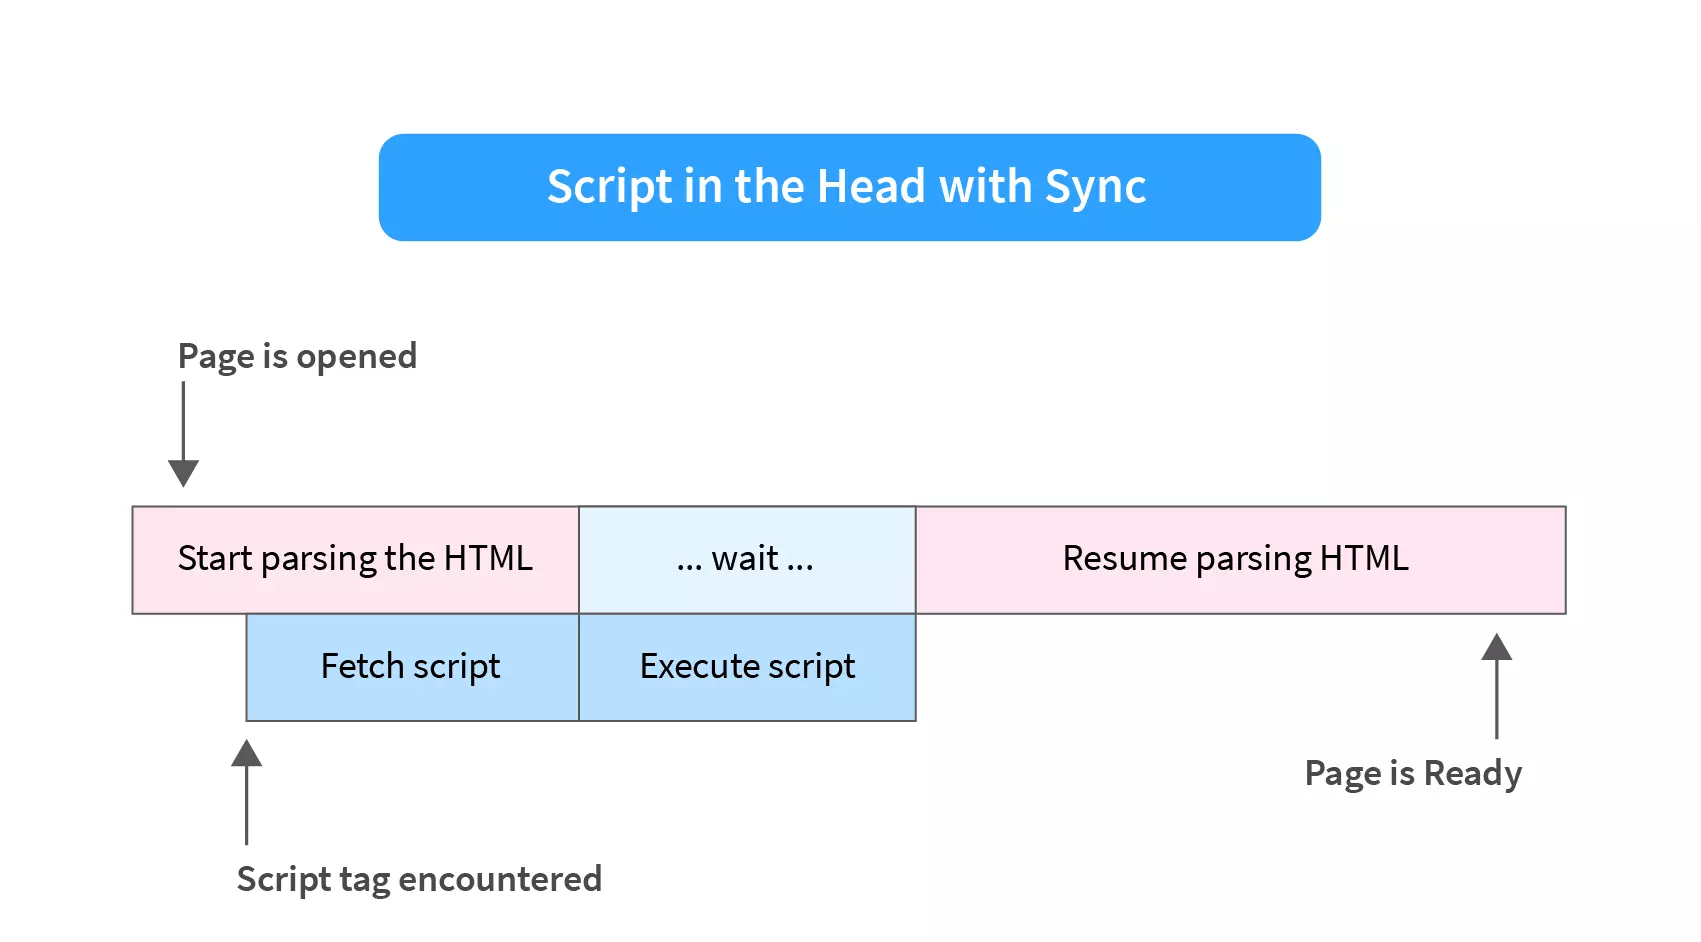 Script in the Head with Sync
Page is opened
Start parsing the HTML
... wait ...
Resume parsing HTML
Fetch script
Execute script
Page is Ready
Script tag encountered